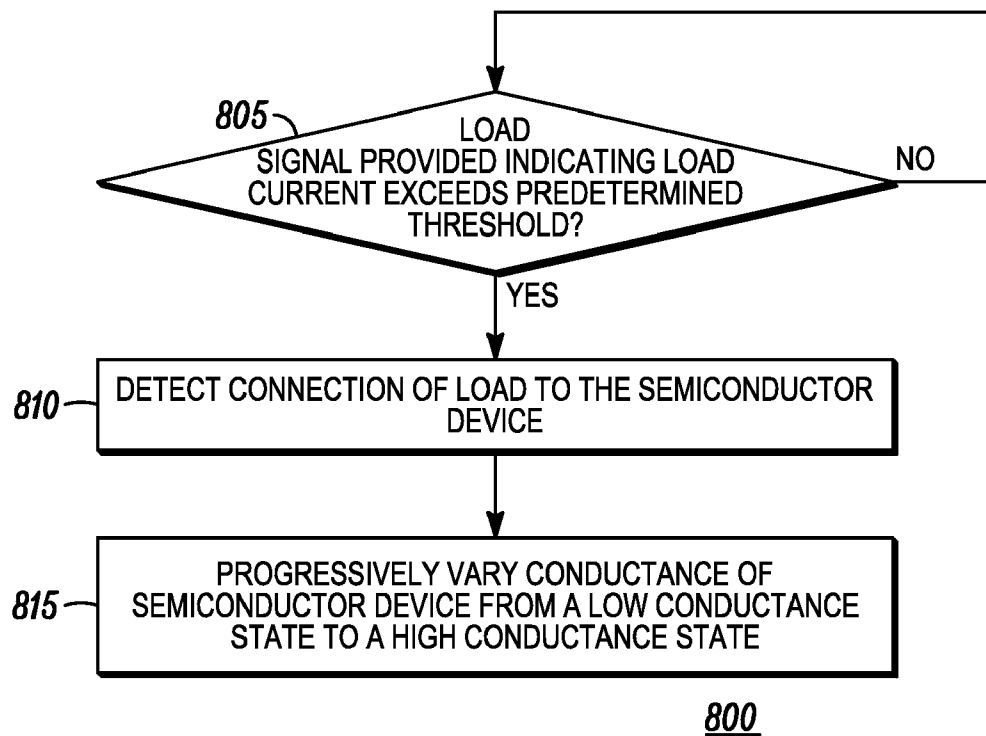 805
LOAD
SIGNAL PROVIDED INDICATING LOAD
CURRENT EXCEEDS PREDETERMINED
THRESHOLD?
NO
YES
810
DETECT CONNECTION OF LOAD TO THE SEMICONDUCTOR
DEVICE
815
PROGRESSIVELY VARY CONDUCTANCE OF
SEMICONDUCTOR DEVICE FROM A LOW CONDUCTANCE
STATE TO A HIGH CONDUCTANCE STATE
800